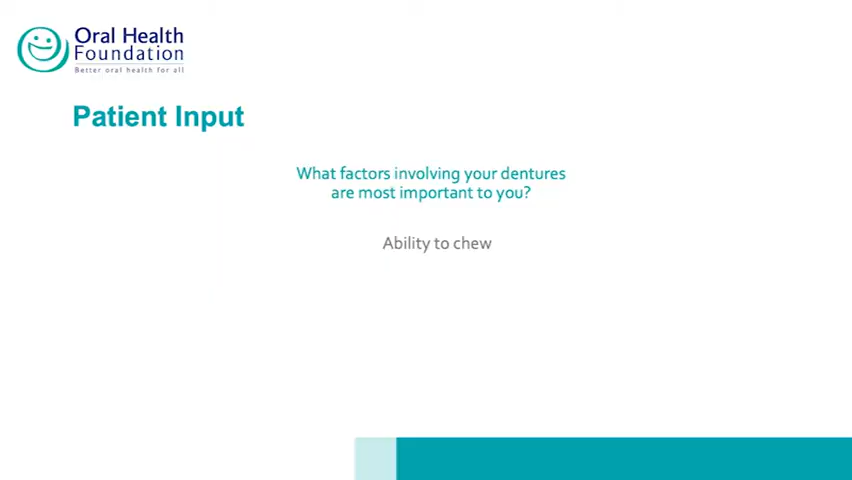 Oral Health
Foundation
Better oral health for all
Patient Input
What factors involving your dentures
are most important to you?
Ability to chew